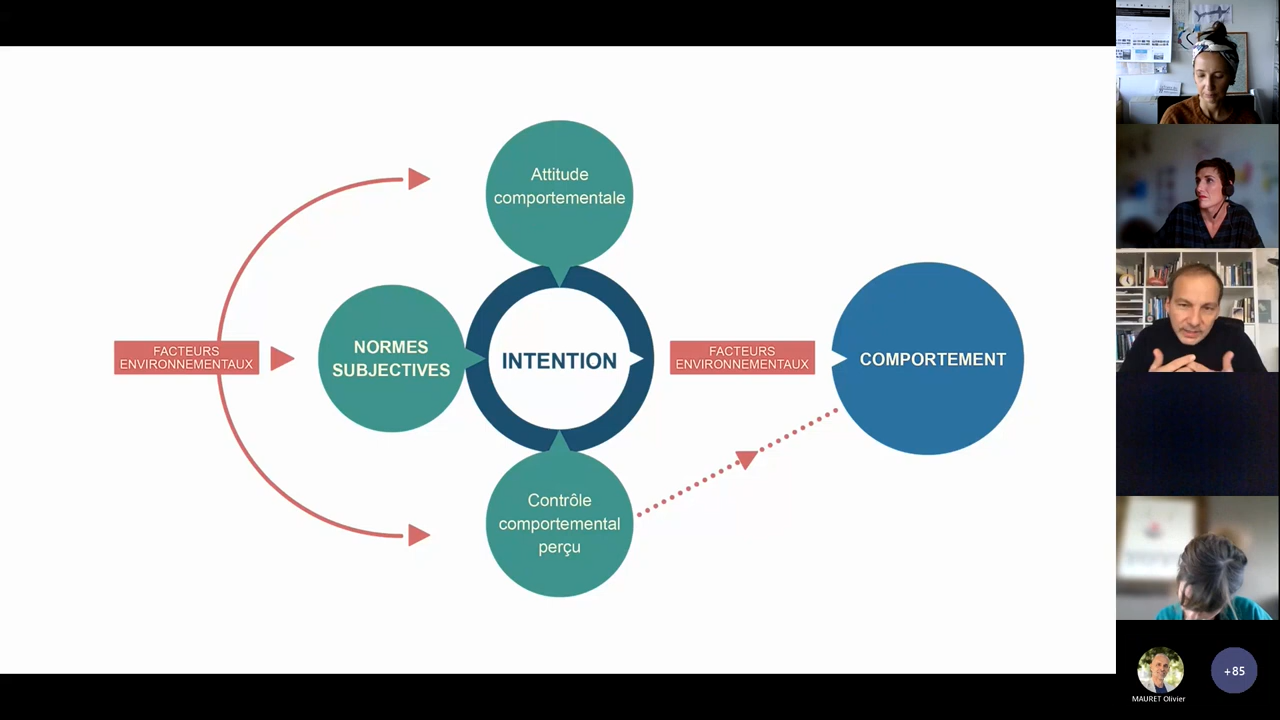 Attitude
comportementale
FACTEURS
ENVIRONNEMENTAUX
NORMES
SUBJECTIVES
INTENTION
FACTEURS
ENVIRONNEMENTAUX
COMPORTEMENT
Contrôle
comportemental
perçu
MAURET Olivier
+85